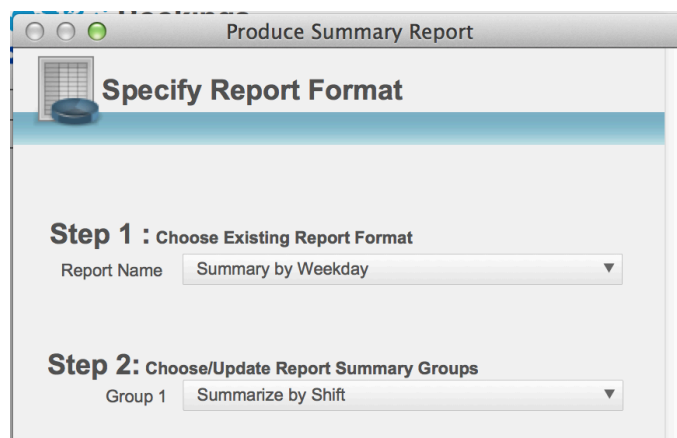 Produce Summary Report
Specify Report Format
Step 1 : Choose Existing Report Format
Report Name Summary by Weekday
Step 2: Choose/Update Report Summary Groups
Group 1 Summarize by Shift